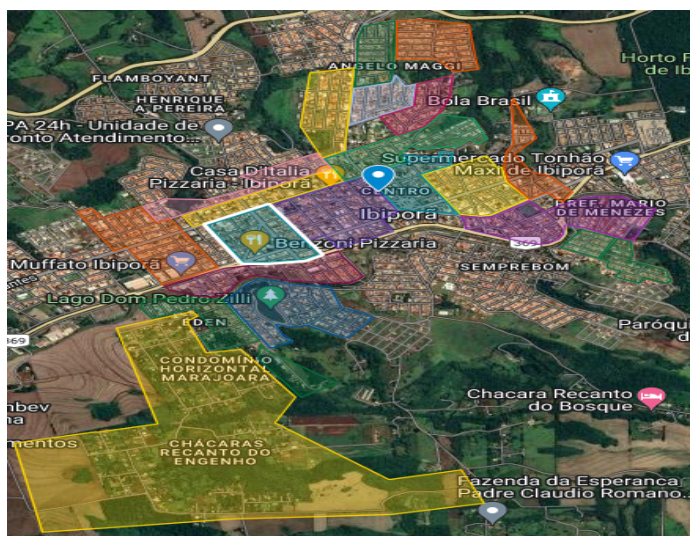 Horto F
de Ib
ANGELO MAGGI
FLAMBOYANT
HENRIQUE
A PEREIRA
Bola Brasil
PA 24h - Unidade de
ronto Atendimento...
Casa D'Italia
Pizzaria - Ibiporã
Supermercado Tonhão
Maxi de Ibiporã
CENTRO
Ibiporã
PREF. MARIO
DE MENEZES
369
Benzoni Pizzaria
Muffato Ibiporã
SEMPREBOM
Lago Dom Pedro Zilli
EDEN
Paróqui
d
369
CONDOMÍNIO
HORIZONTAL
MARAJOARA
Chacara Recanto
do Bosque
mbev
na
mentos
CHÁCARAS
RECANTO DO
ENGENHO
Fazenda da Esperança
Padre Claudio Romano...